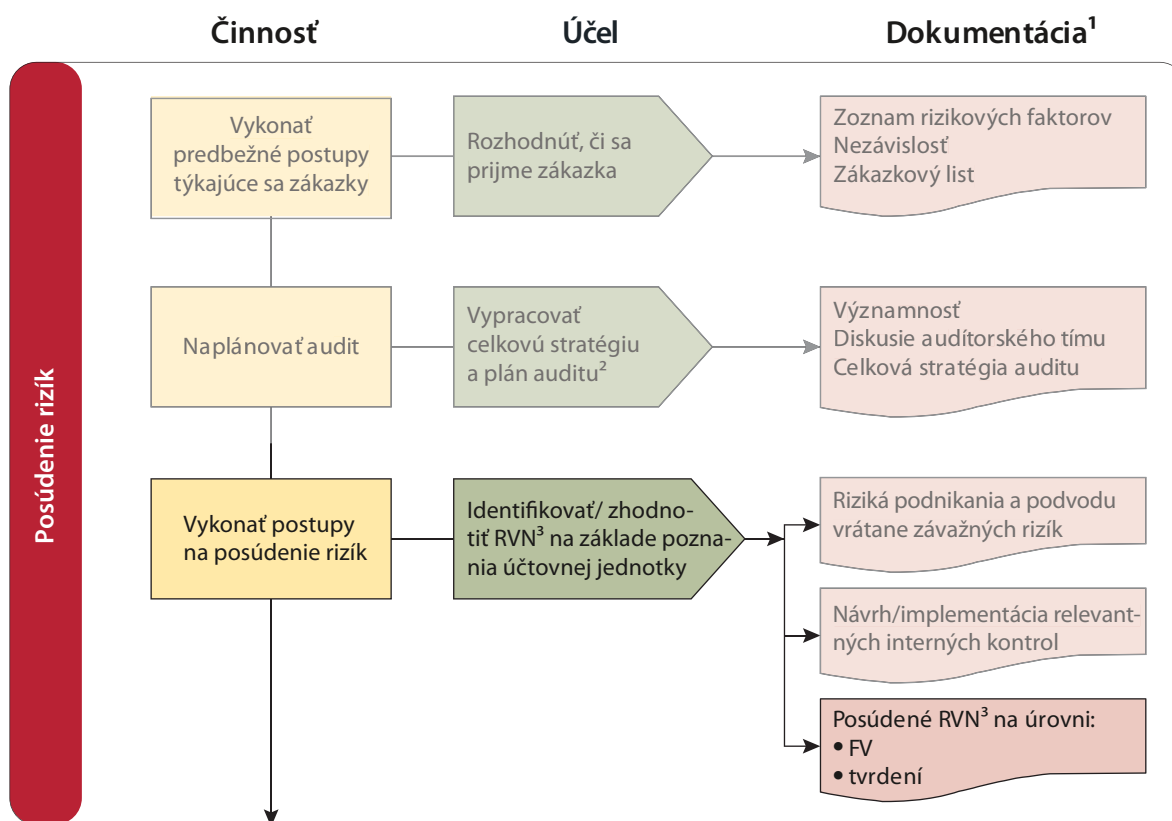 Činnosť
Účel
Dokumentácia¹
Posúdenie rizík
Vykonať
predbežné postupy
týkajúce sa zákazky
Rozhodnúť, či sa
prijme zákazka
Zoznam rizikových faktorov
Nezávislosť
Zákazkový list
Naplánovať audit
Vypracovať
celkovú stratégiu
a plán auditu²
Významnosť
Diskusie audítorského tímu
Celková stratégia auditu
Vykonať postupy
na posúdenie rizík
Identifikovať/ zhodno-
tiť RVN³ na základe pozna-
nia účtovnej jednotky
Riziká podnikania a podvodu
vrátane závažných rizík
Návrh/implementácia relevant-
ných interných kontrol
Posúdené RVN³ na úrovni:
• FV
• tvrdení